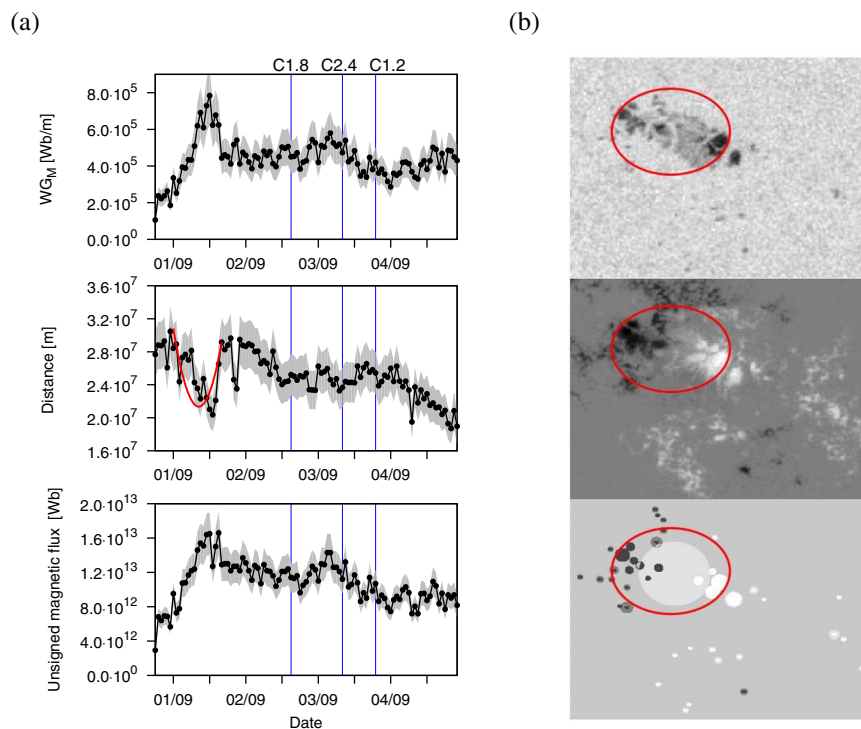 (a)
(b)
C1.8 C2.4 C1.2
WG_M [Wb/m]
8.0·10⁵
6.0·10⁵
4.0·10⁵
2.0·10⁵
0.0·10⁰
01/09 02/09 03/09 04/09
Distance [m]
3.6·10⁷
3.2·10⁷
2.8·10⁷
2.4·10⁷
2.0·10⁷
1.6·10⁷
01/09 02/09 03/09 04/09
Unsigned magnetic flux [Wb]
2.0·10¹³
1.6·10¹³
1.2·10¹³
8.0·10¹²
4.0·10¹²
0.0·10⁰
01/09 02/09 03/09 04/09
Date